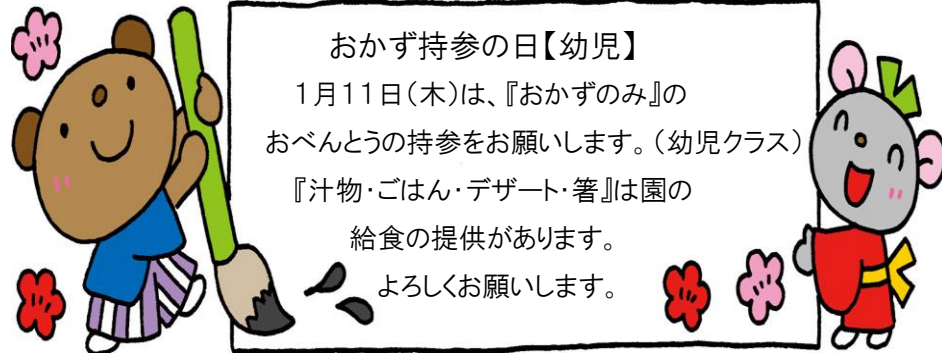 おかず持参の日【幼児】
1月11日(木)は、『おかずのみ』の
おべんとうの持参をお願いします。(幼児クラス)
『汁物・ごはん・デザート・箸』は園の
給食の提供があります。
よろしくお願いします。